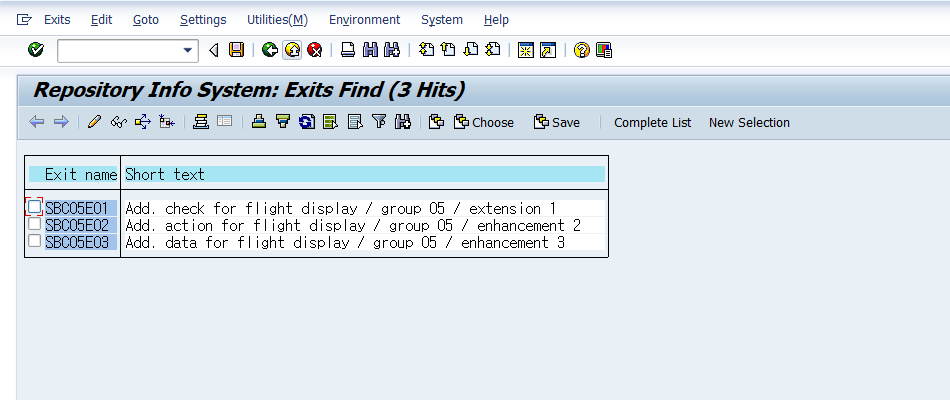 Exits Edit Goto Settings Utilities(M) Environment System Help
Repository Info System: Exits Find (3 Hits)
Choose Save Complete List New Selection
Exit name Short text
SBC05E01 Add. check for flight display / group 05 / extension 1
SBC05E02 Add. action for flight display / group 05 / enhancement 2
SBC05E03 Add. data for flight display / group 05 / enhancement 3